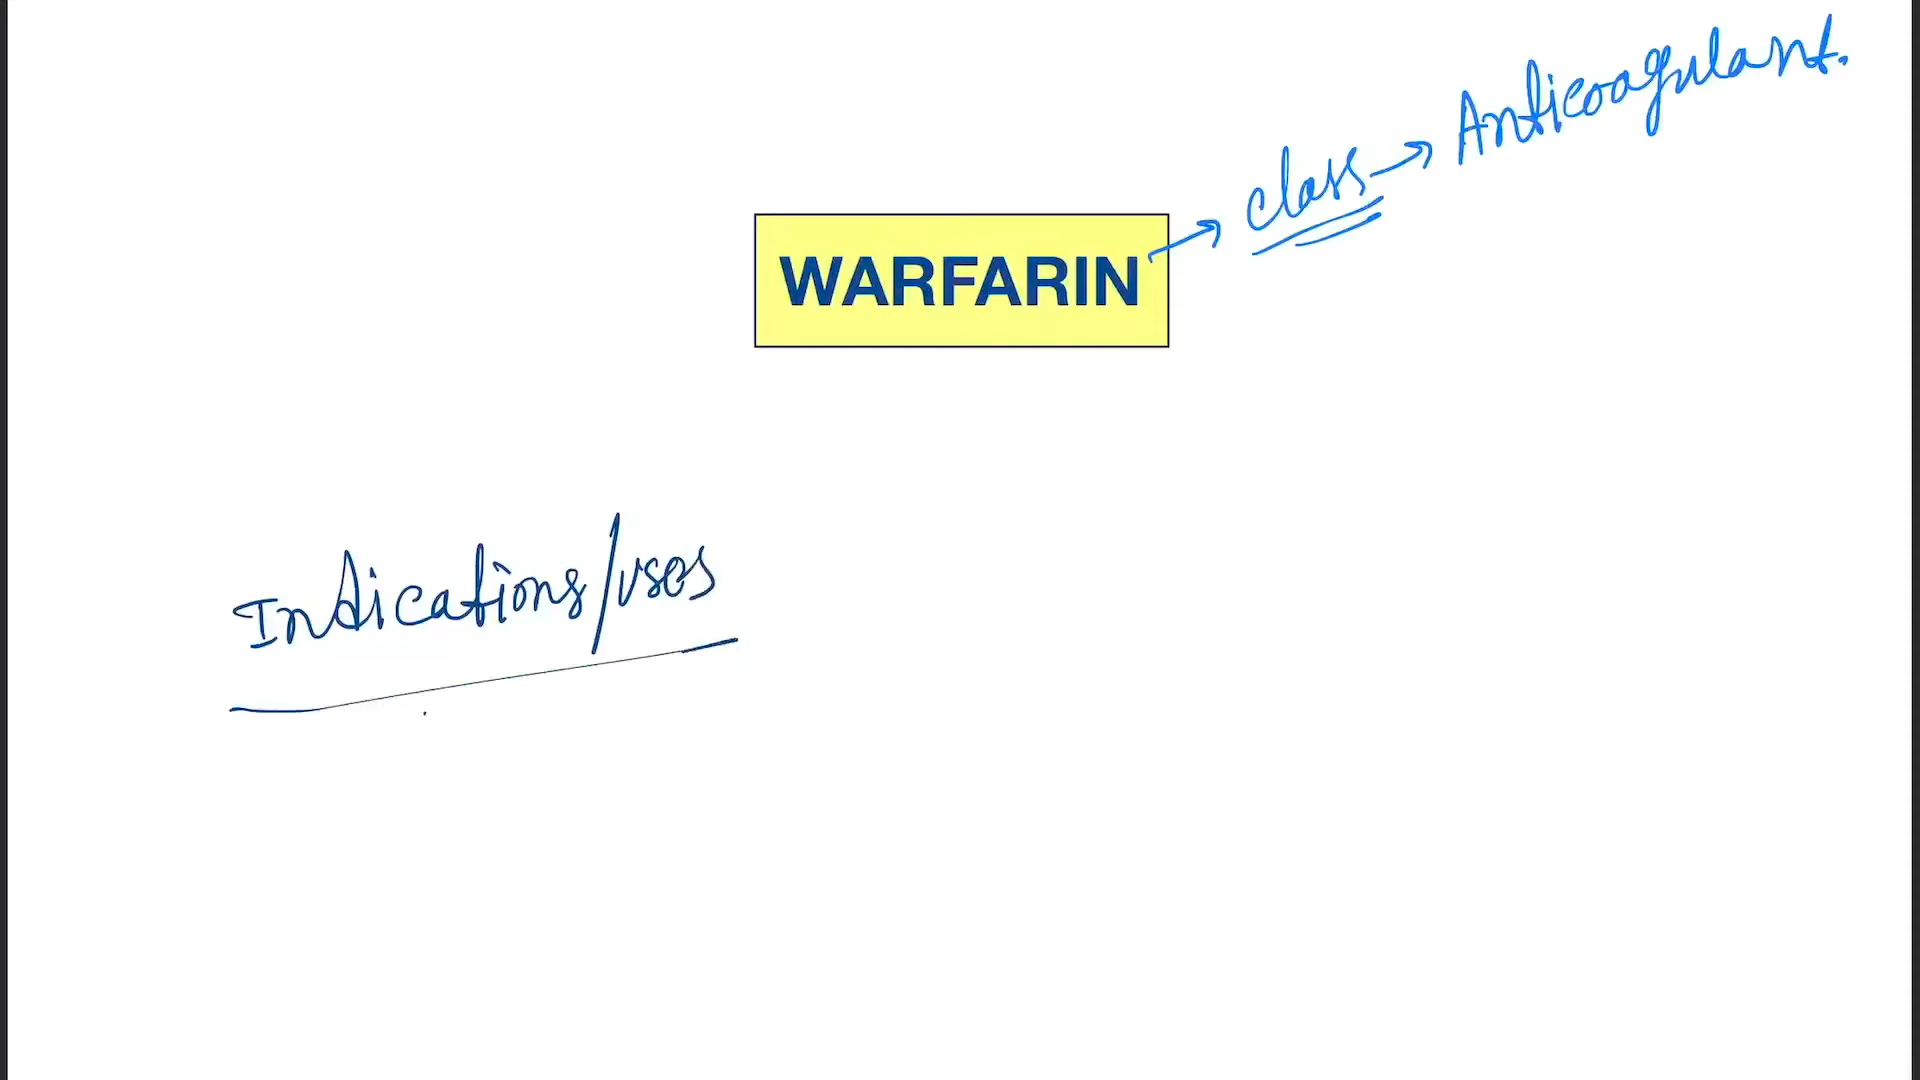 WARFARIN → class → Anticoagulant.
Indications/uses